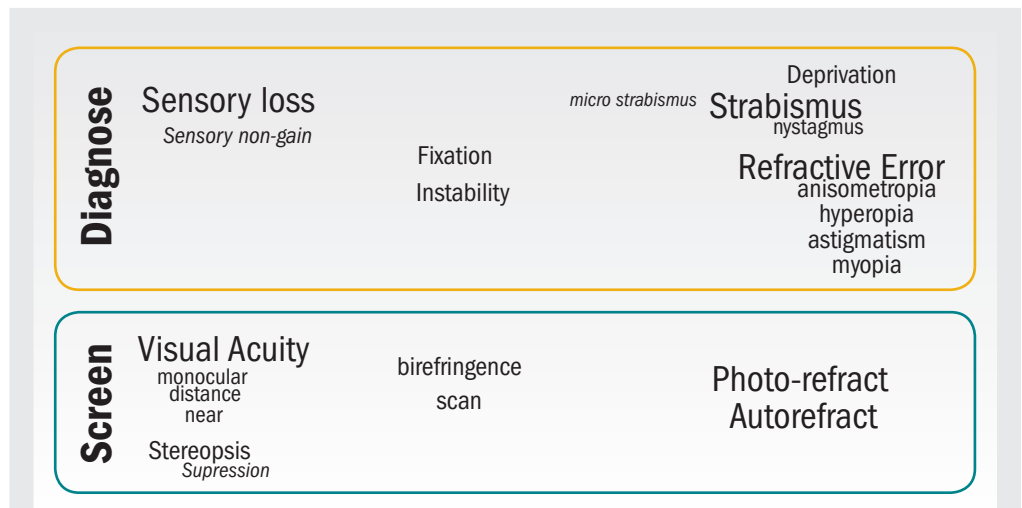 Diagnose
Sensory loss
Sensory non-gain
Fixation
Instability
micro strabismus
Deprivation
Strabismus
nystagmus
Refractive Error
anisometropia
hyperopia
astigmatism
myopia
Screen
Visual Acuity
monocular
distance
near
Stereopsis
Supression
birefringence
scan
Photo-refract
Autorefract